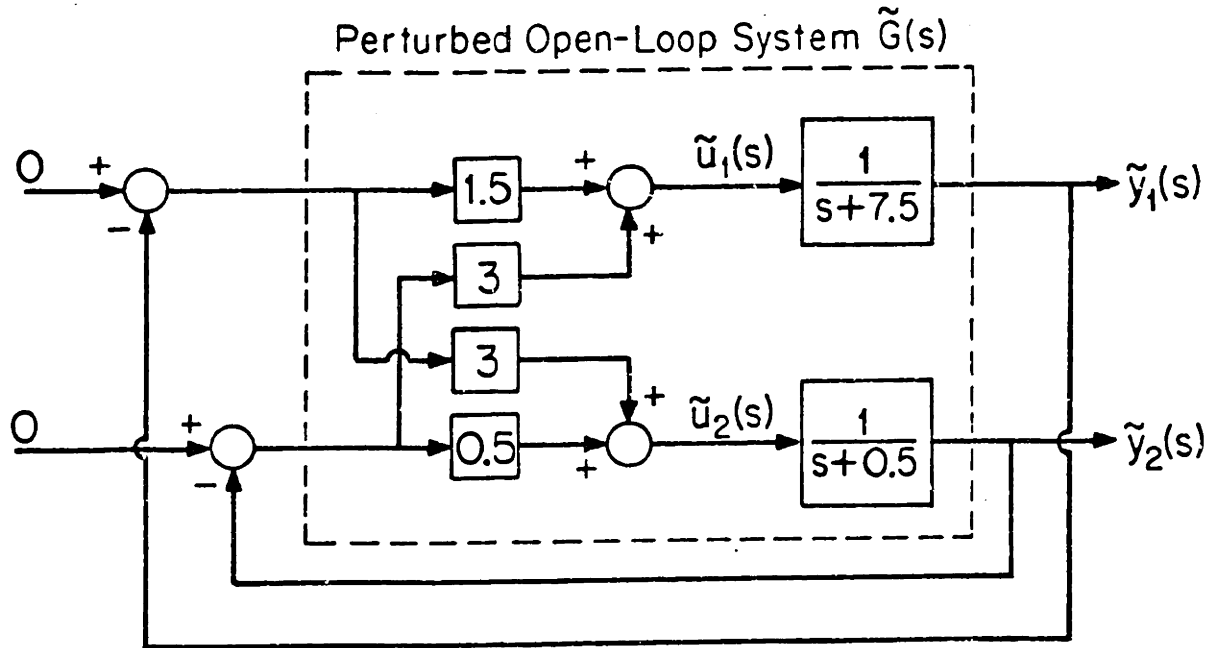 Perturbed Open-Loop System G̃(s)
0
+
-
1.5
+
+
ũ₁(s)
1
s+7.5
ỹ₁(s)
3
3
0
+
-
0.5
+
+
ũ₂(s)
1
s+0.5
ỹ₂(s)